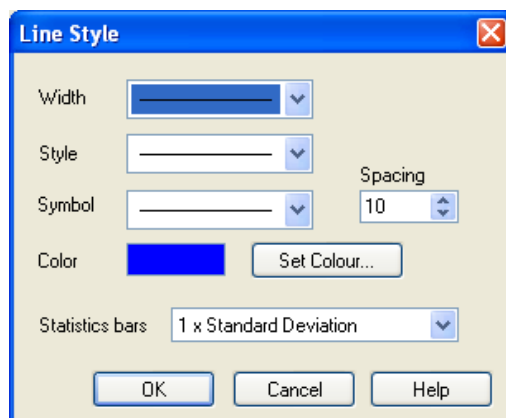 Line Style
Width
Style
Spacing
Symbol
10
Color
Set Colour...
Statistics bars
1 x Standard Deviation
OK
Cancel
Help